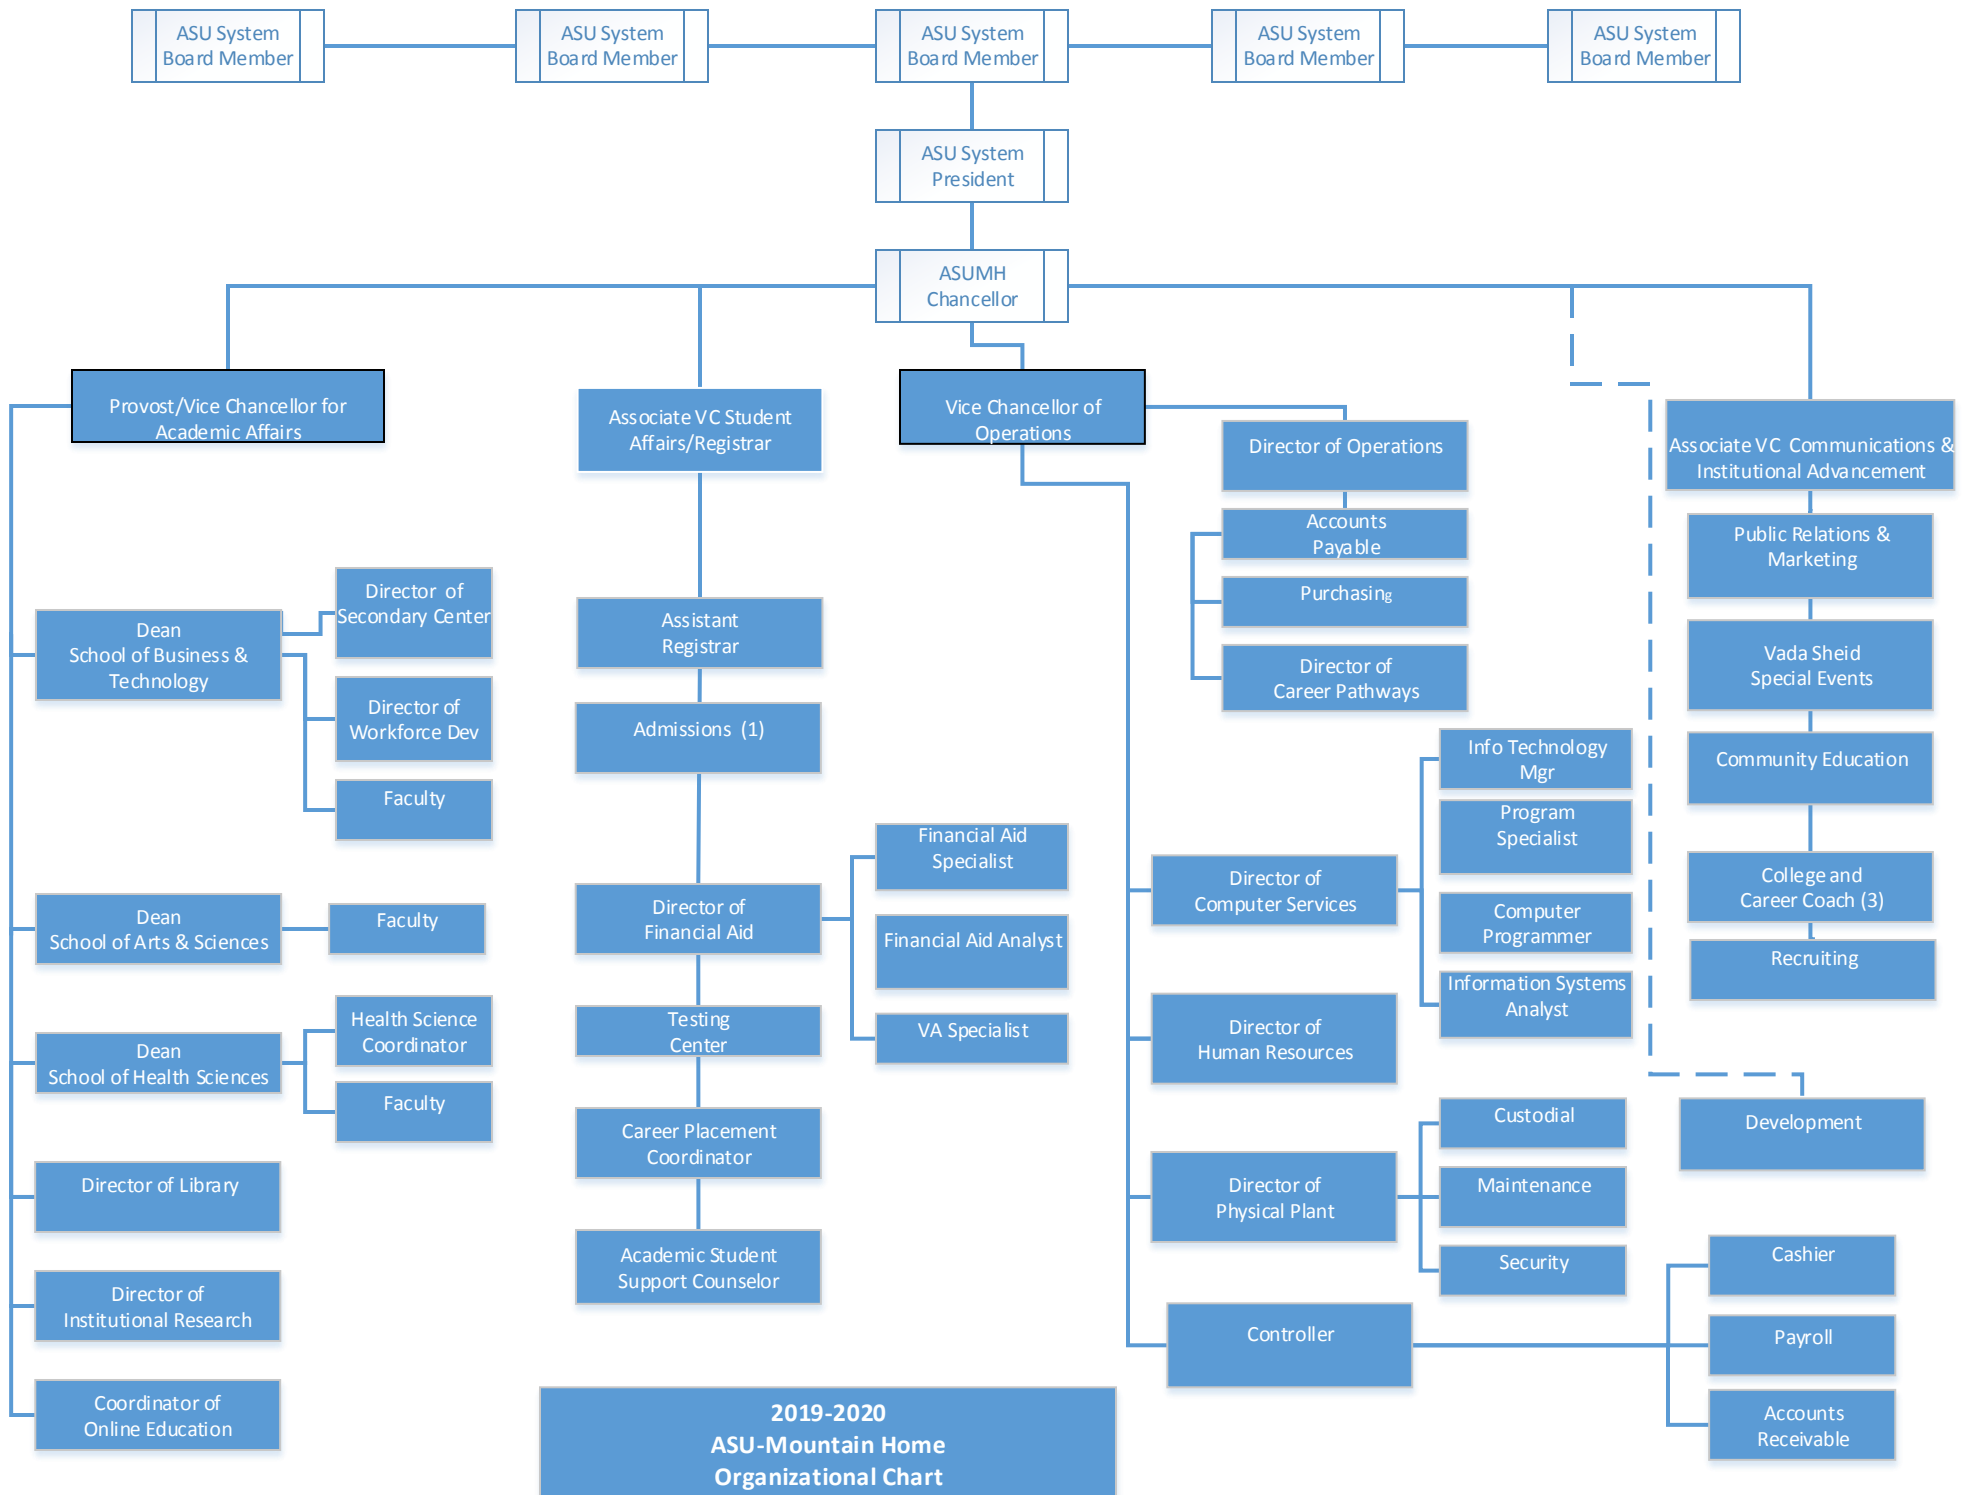 ASU System
Board Member
ASU System
Board Member
ASU System
Board Member
ASU System
Board Member
ASU System
Board Member
ASU System
President
ASUMH
Chancellor
Provost/Vice Chancellor for
Academic Affairs
Associate VC Student
Affairs/Registrar
Vice Chancellor of
Operations
Director of Operations
Associate VC Communications &
Institutional Advancement
Accounts
Payable
Purchasing
Director of
Career Pathways
Public Relations &
Marketing
Vada Sheid
Special Events
Community Education
College and
Career Coach (3)
Recruiting
Dean
School of Business &
Technology
Director of
Secondary Center
Director of
Workforce Dev
Faculty
Dean
School of Arts & Sciences
Faculty
Dean
School of Health Sciences
Health Science
Coordinator
Faculty
Director of Library
Director of
Institutional Research
Coordinator of
Online Education
Assistant
Registrar
Admissions (1)
Director of
Financial Aid
Financial Aid
Specialist
Financial Aid Analyst
VA Specialist
Testing
Center
Career Placement
Coordinator
Academic Student
Support Counselor
Director of
Computer Services
Info Technology
Mgr
Program
Specialist
Computer
Programmer
Information Systems
Analyst
Director of
Human Resources
Director of
Physical Plant
Custodial
Maintenance
Security
Development
Controller
Cashier
Payroll
Accounts
Receivable
2019-2020
ASU-Mountain Home
Organizational Chart